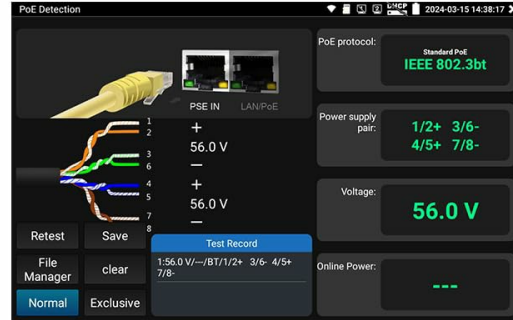 PoE Detection
2024-03-15 14:38:17
PSE IN
LAN/PoE
1
2
3
6
4
5
7
8
+
56.0 V
—
+
56.0 V
—
Retest
Save
File Manager
clear
Normal
Exclusive
Test Record
1:56.0 V/---/BT/1/2+ 3/6- 4/5+
7/8-
PoE protocol:
Standard PoE
IEEE 802.3bt
Power supply
pair:
1/2+ 3/6-
4/5+ 7/8-
Voltage:
56.0 V
Online Power:
---